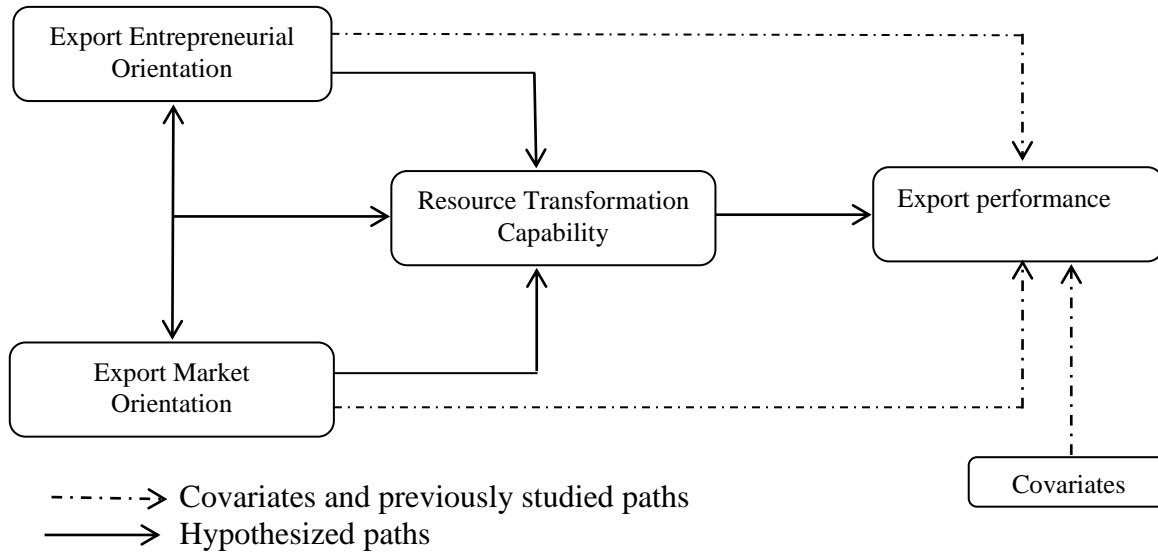 Export Entrepreneurial
Orientation
Resource Transformation
Capability
Export performance
Export Market
Orientation
Covariates
Covariates and previously studied paths
Hypothesized paths